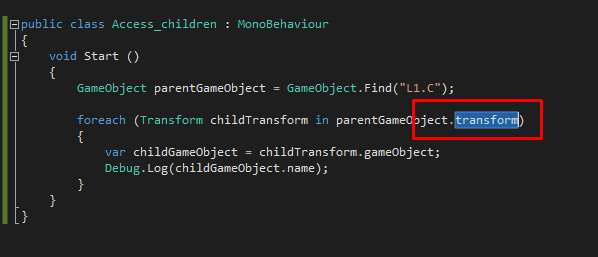 public class Access_children : MonoBehaviour
{
void Start ()
{
GameObject parentGameObject = GameObject.Find("L1.C");
foreach (Transform childTransform in parentGameObject.transform)
{
var childGameObject = childTransform.gameObject;
Debug.Log(childGameObject.name);
}
}
}